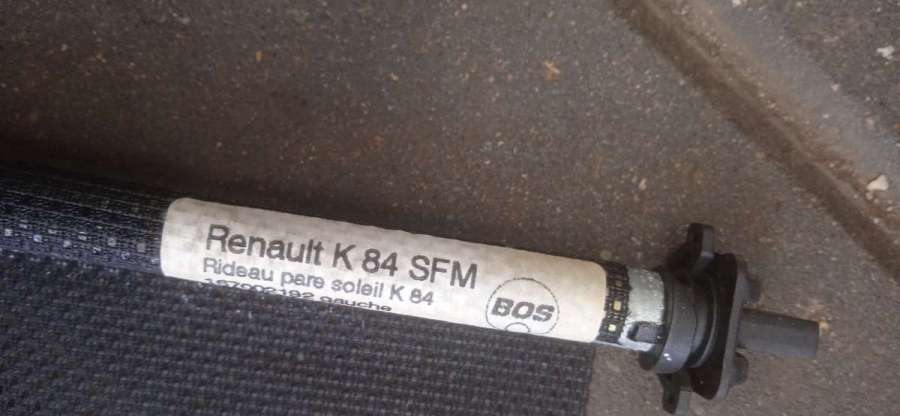 Renault K 84 SFM
Rideau pare soleil K 84
gauche
BOS